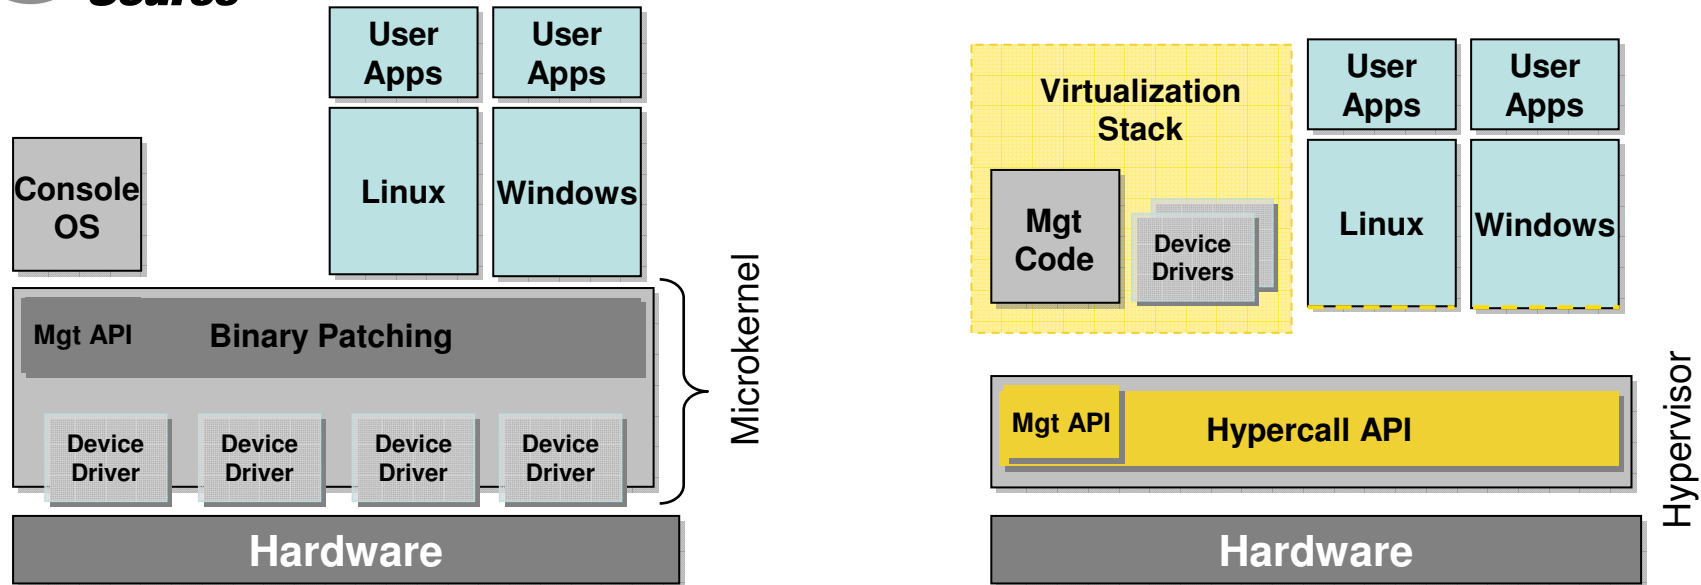 User
Apps
User
Apps
Linux
Windows
Console
OS
Mgt API
Binary Patching
Device
Driver
Device
Driver
Device
Driver
Device
Driver
Hardware
Microkernel
Virtualization
Stack
Mgt
Code
Device
Drivers
User
Apps
User
Apps
Linux
Windows
Mgt API
Hypercall API
Hardware
Hypervisor